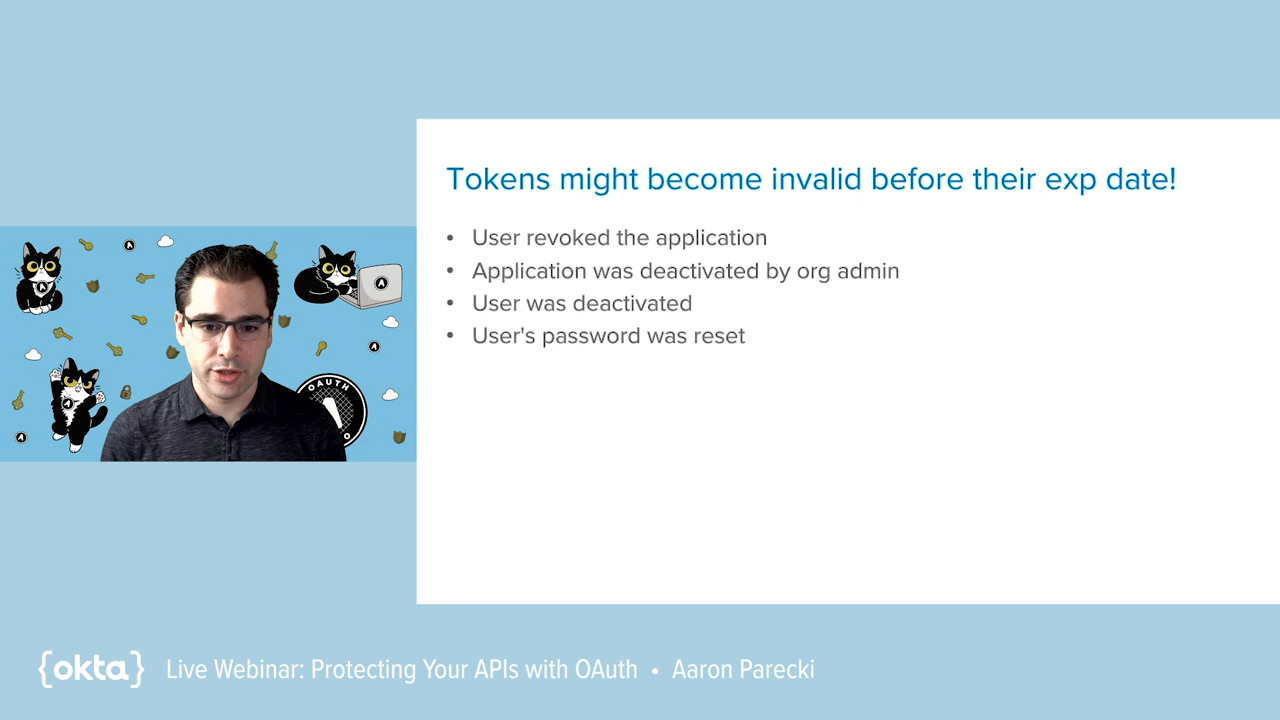 Tokens might become invalid before their exp date!
• User revoked the application
• Application was deactivated by org admin
• User was deactivated
• User's password was reset
OAUTH
{okta} Live Webinar: Protecting Your APIs with OAuth • Aaron Parecki